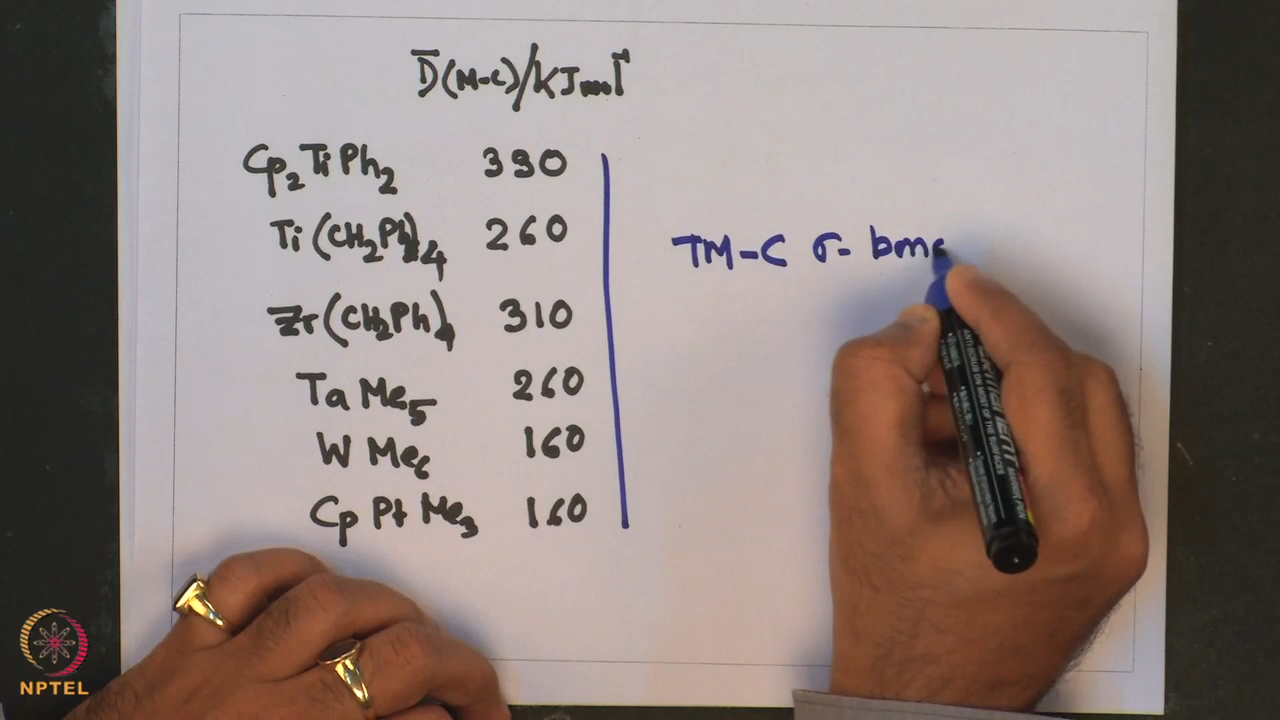 D̄(M-C)/KJmol⁻¹
Cp₂TiPh₂ 330
Ti(CH₂Ph)₄ 260
Zr(CH₂Ph)₄ 310
TaMe₅ 260
WMe₆ 160
CpPtMe₃ 160
TM-C σ- bon
PERMANENT
NPTEL